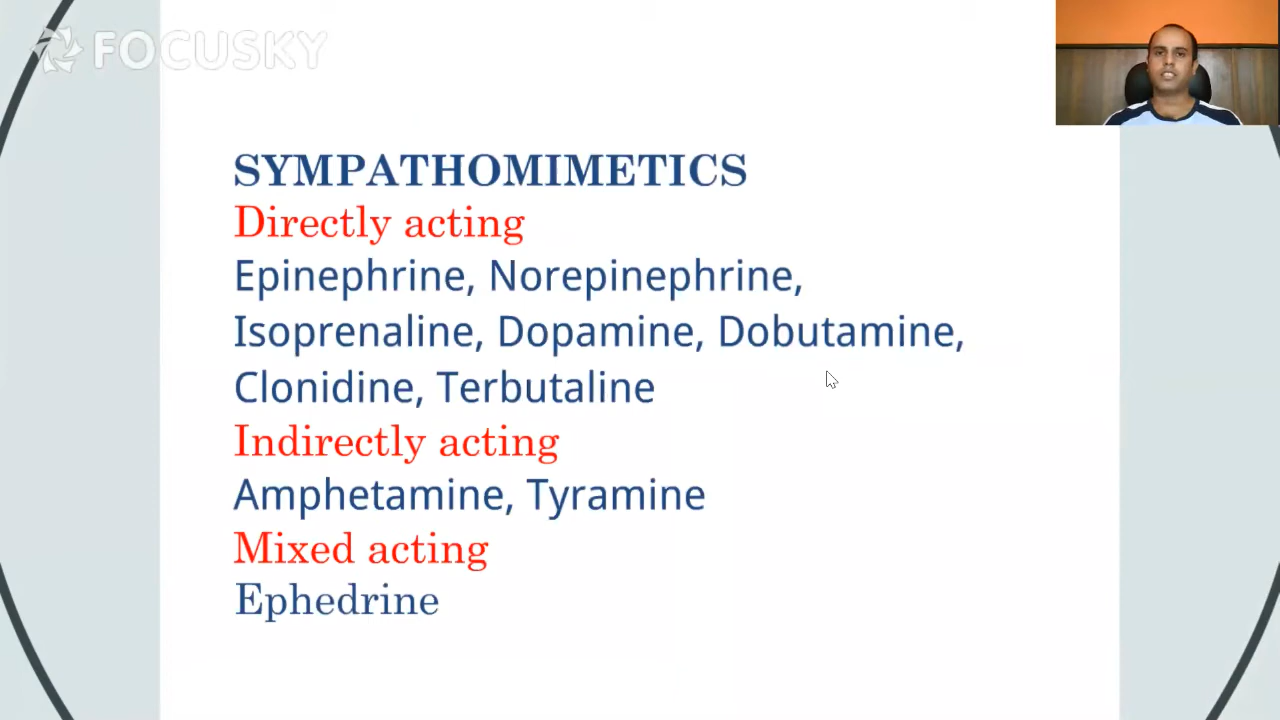 FOCUSKY
SYMPATHOMIMETICS
Directly acting
Epinephrine, Norepinephrine,
Isoprenaline, Dopamine, Dobutamine,
Clonidine, Terbutaline
Indirectly acting
Amphetamine, Tyramine
Mixed acting
Ephedrine